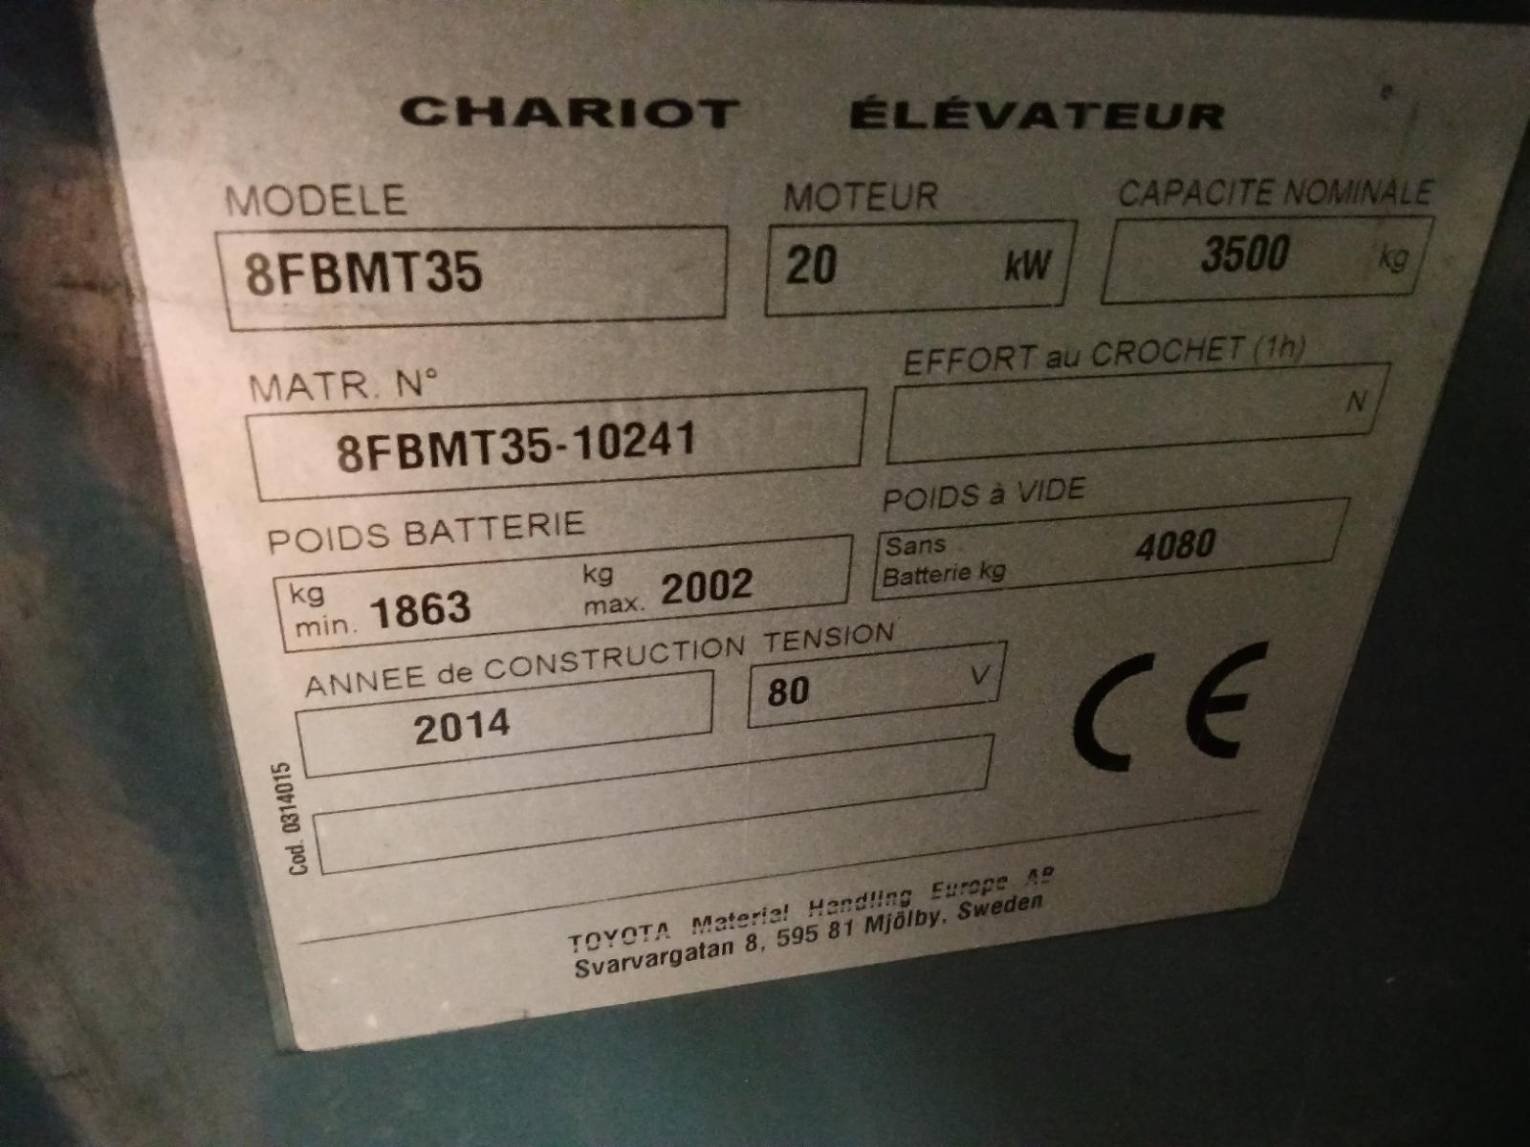 CHARIOT ÉLÉVATEUR
MODELE MOTEUR CAPACITE NOMINALE
8FBMT35 20 kW 3500 kg
MATR. N° EFFORT au CROCHET (1h)
8FBMT35-10241 N
POIDS BATTERIE POIDS à VIDE
kg min. 1863 kg max. 2002 Sans Batterie kg 4080
ANNEE de CONSTRUCTION TENSION
2014 80 V
CE
Cod. 0314015
TOYOTA Material Handling Europe AB
Svarvargatan 8, 595 81 Mjölby, Sweden